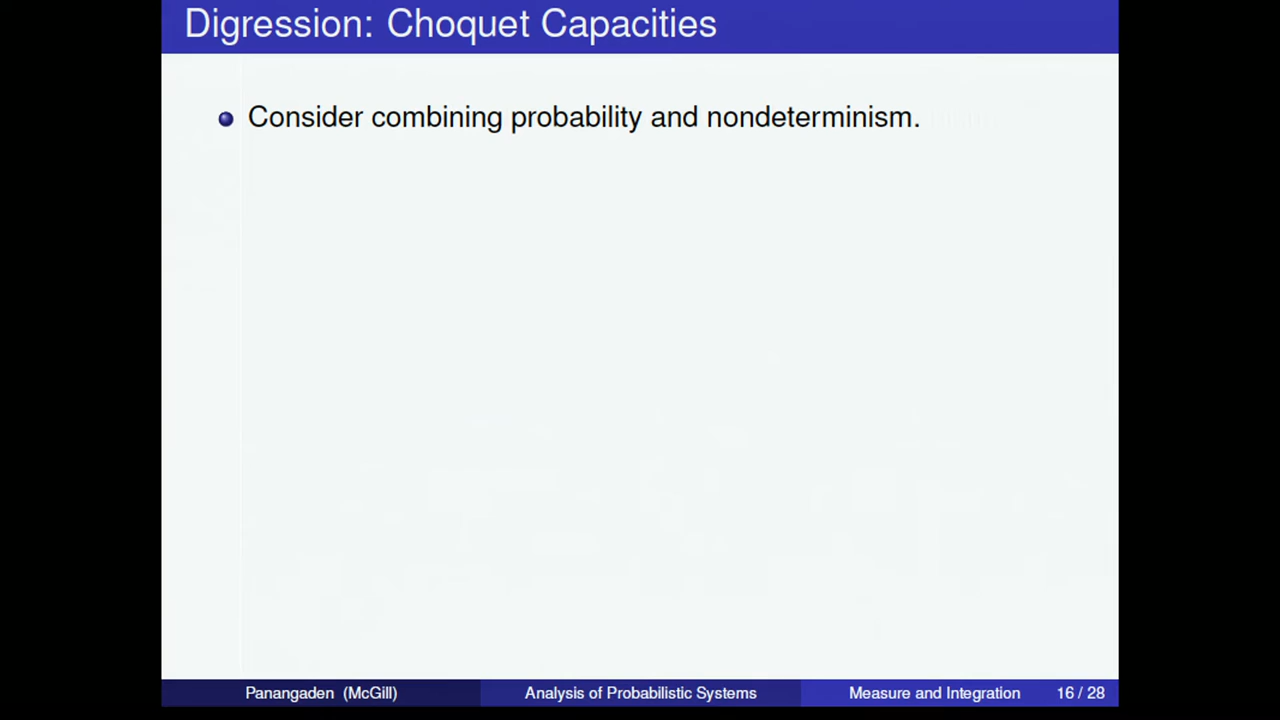 Digression: Choquet Capacities
Consider combining probability and nondeterminism.
Panangaden (McGill) Analysis of Probabilistic Systems Measure and Integration 16 / 28